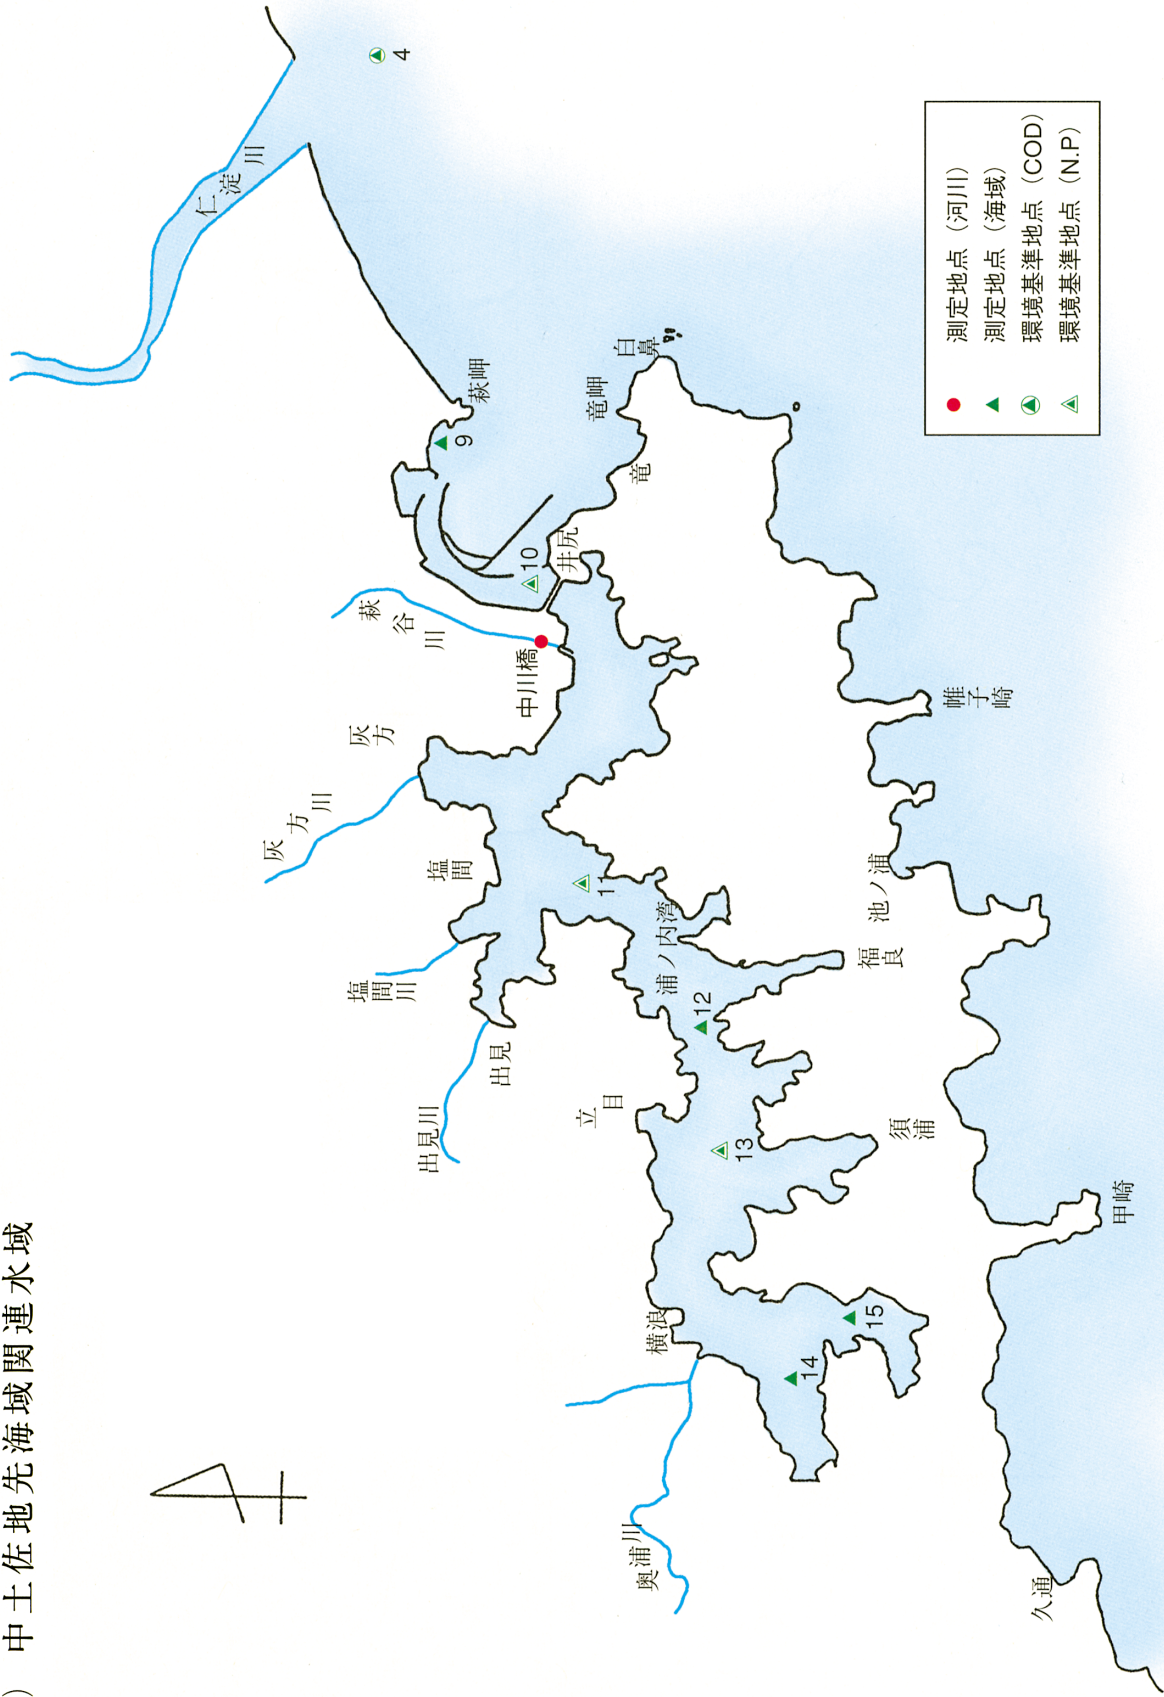 ) 中土佐地先海域関連水域
仁淀川
4
萩岬
9
白鼻
竜岬
竜
井尻
10
萩谷川
中川橋
灰方
灰方川
塩間
11
塩間川
浦ノ内湾
池ノ浦
福良
帷子崎
12
出見
出見川
立目
13
須浦
甲崎
横浪
14
15
奥浦川
久通
測定地点（河川）
測定地点（海域）
環境基準地点（COD）
環境基準地点（N.P）